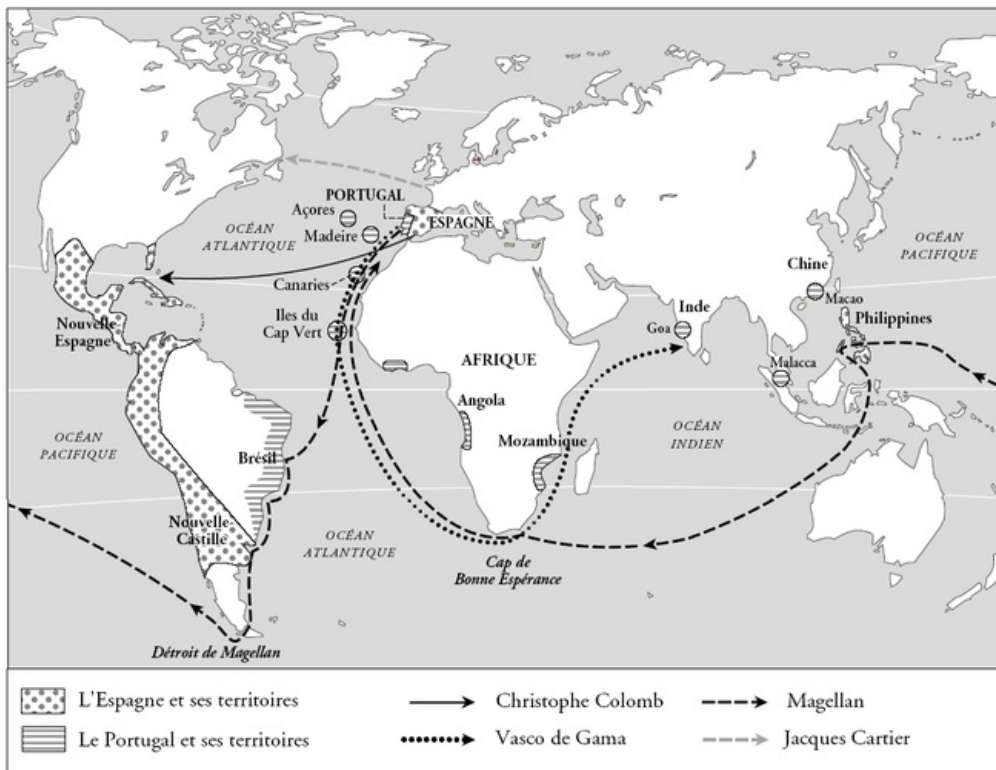 PORTUGAL
Açores
ESPAGNE
Madeire
OCÉAN
ATLANTIQUE
OCÉAN
PACIFIQUE
Canaries
Chine
Macao
Inde
Iles du
Cap Vert
Goa
Philippines
Nouvelle
Espagne
AFRIQUE
Malacca
Angola
OCÉAN
PACIFIQUE
Brésil
Mozambique
OCÉAN
INDIEN
Nouvelle-
Castille
OCÉAN
ATLANTIQUE
Cap de
Bonne Espérance
Détroit de Magellan
L'Espagne et ses territoires
Christophe Colomb
Magellan
Le Portugal et ses territoires
Vasco de Gama
Jacques Cartier